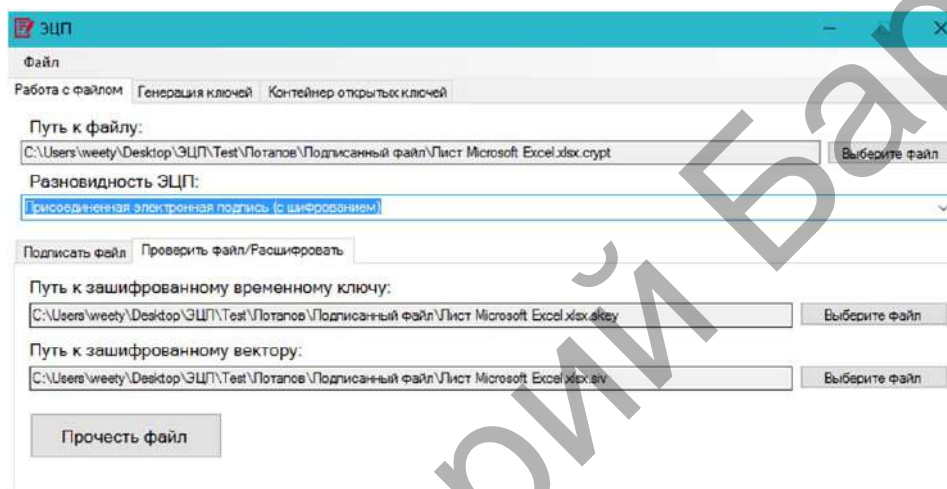 ЭЦП
Файл
Работа с файлом Генерация ключей Контейнер открытых ключей
Путь к файлу:
C:\Users\weety\Desktop\ЭЦП\Test\Потапов\Подписанный файл\Лист Microsoft Excel.xlsx.crypt Выберите файл
Разновидность ЭЦП:
Присоединенная электронная подпись (с шифрованием)
Подписать файл Проверить файл/Расшифровать
Путь к зашифрованному временному ключу:
C:\Users\weety\Desktop\ЭЦП\Test\Потапов\Подписанный файл\Лист Microsoft Excel.xlsx.skey Выберите файл
Путь к зашифрованному вектору:
C:\Users\weety\Desktop\ЭЦП\Test\Потапов\Подписанный файл\Лист Microsoft Excel.xlsx.siv Выберите файл
Прочесть файл
рий Бар